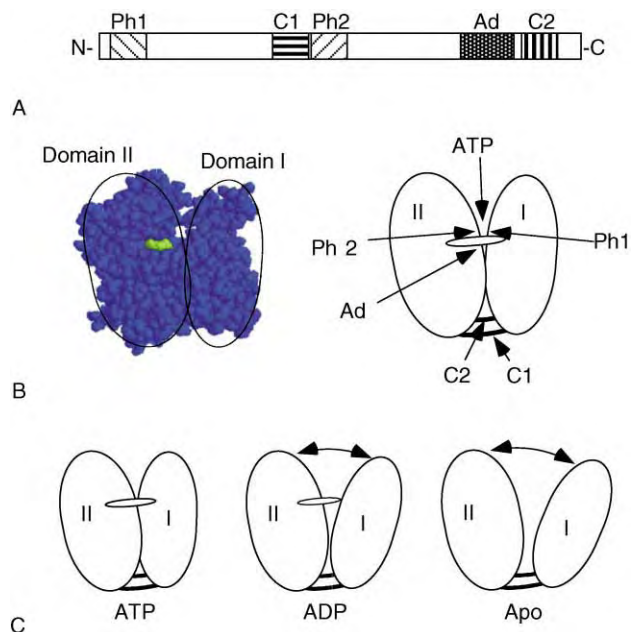 Ph1 C1 Ph2 Ad C2
N- -C
A
Domain II Domain I
ATP
II I
Ph 2 Ph1
Ad
C2 C1
B
II I II I II I
ATP ADP Apo
C